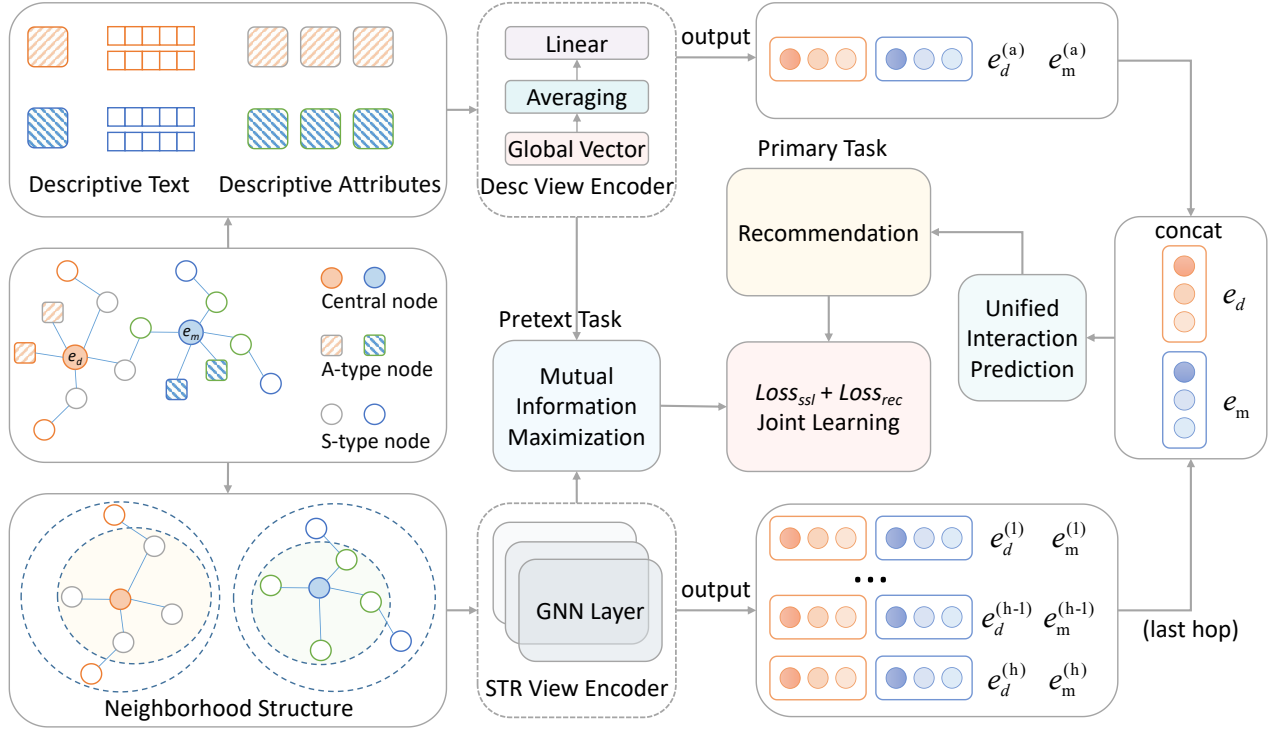 Descriptive Text
Descriptive Attributes
Linear
Averaging
Global Vector
Desc View Encoder
output
e_d^(a) e_m^(a)
Primary Task
Recommendation
concat
e_d
e_m
Unified
Interaction
Prediction
e_d
e_m
Central node
A-type node
S-type node
Pretext Task
Mutual
Information
Maximization
Loss_ssl + Loss_rec
Joint Learning
Neighborhood Structure
GNN Layer
STR View Encoder
output
e_d^(l) e_m^(l)
...
e_d^(h-1) e_m^(h-1)
e_d^(h) e_m^(h)
(last hop)